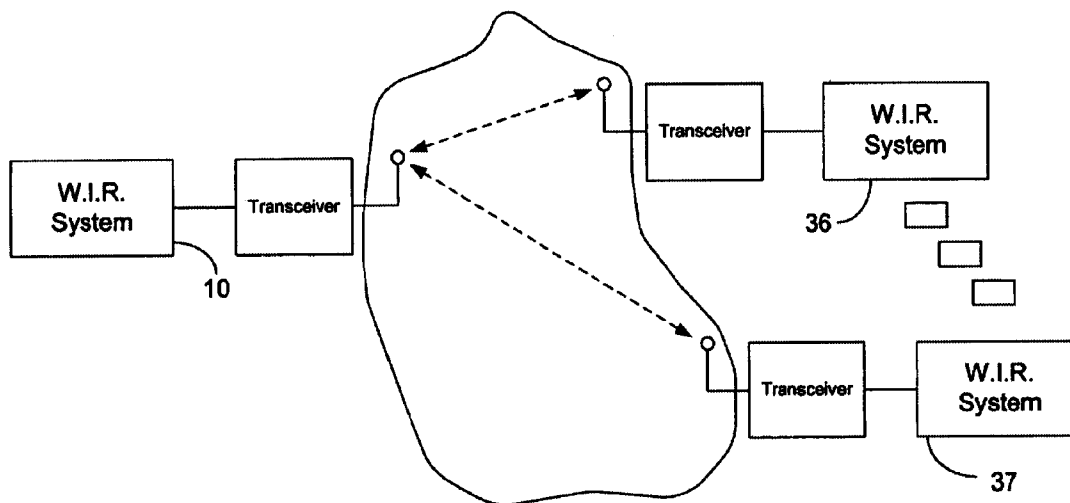 W.I.R.
System
10
Transceiver
Transceiver
W.I.R.
System
36
Transceiver
W.I.R.
System
37